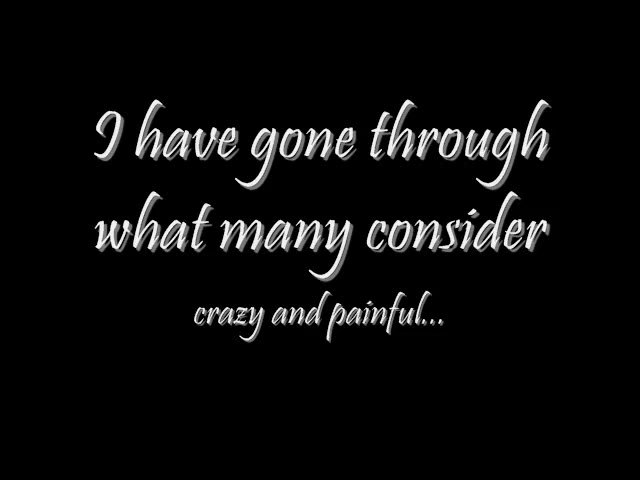 I have gone through
what many consider
crazy and painful...